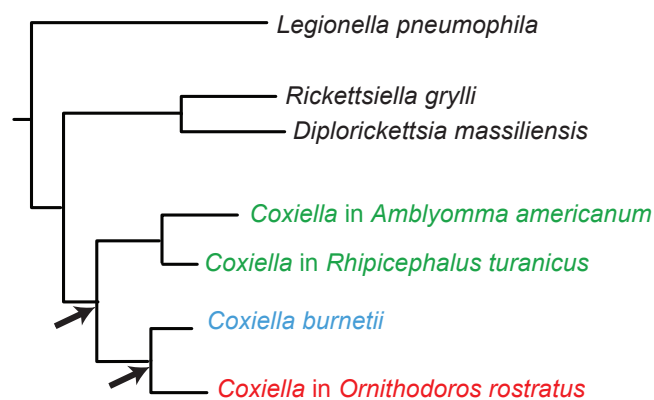 Legionella pneumophila
Rickettsiella grylli
Diplorickettsia massiliensis
Coxiella in Amblyomma americanum
Coxiella in Rhipicephalus turanicus
Coxiella burnetii
Coxiella in Ornithodoros rostratus